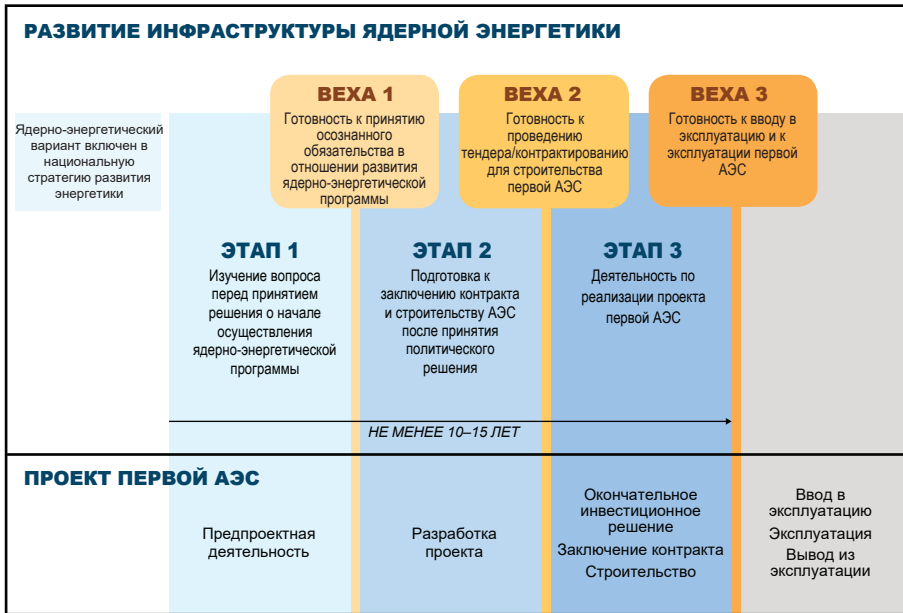 РАЗВИТИЕ ИНФРАСТРУКТУРЫ ЯДЕРНОЙ ЭНЕРГЕТИКИ
Ядерно-энергетический
вариант включен в
национальную
стратегию развития
энергетики
ВЕХА 1
Готовность к принятию
осознанного
обязательства в
отношении развития
ядерно-энергетической
программы
ВЕХА 2
Готовность к
проведению
тендера/контрактированию
для строительства
первой АЭС
ВЕХА 3
Готовность к вводу в
эксплуатацию и к
эксплуатации первой
АЭС
ЭТАП 1
Изучение вопроса
перед принятием
решения о начале
осуществления
ядерно-энергетической
программы
ЭТАП 2
Подготовка к
заключению контракта
и строительству АЭС
после принятия
политического
решения
ЭТАП 3
Деятельность по
реализации проекта
первой АЭС
НЕ МЕНЕЕ 10–15 ЛЕТ
ПРОЕКТ ПЕРВОЙ АЭС
Предпроектная
деятельность
Разработка
проекта
Окончательное
инвестиционное
решение
Заключение контракта
Строительство
Ввод в
эксплуатацию
Эксплуатация
Вывод из
эксплуатации